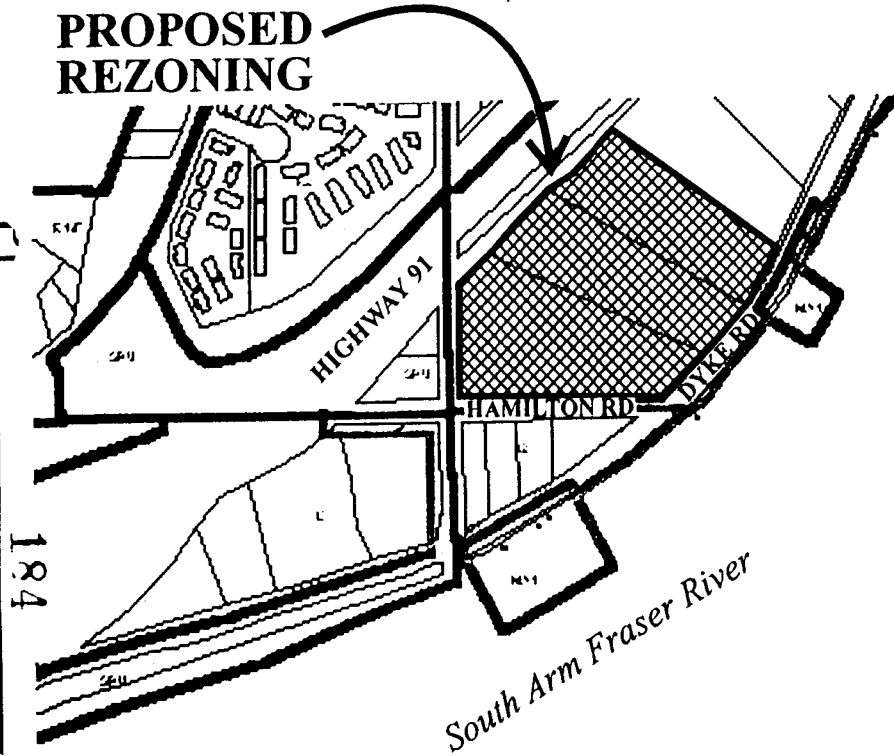 PROPOSED
REZONING
HIGHWAY 91
HAMILTON RD
DYKE RD
South Arm Fraser River
184